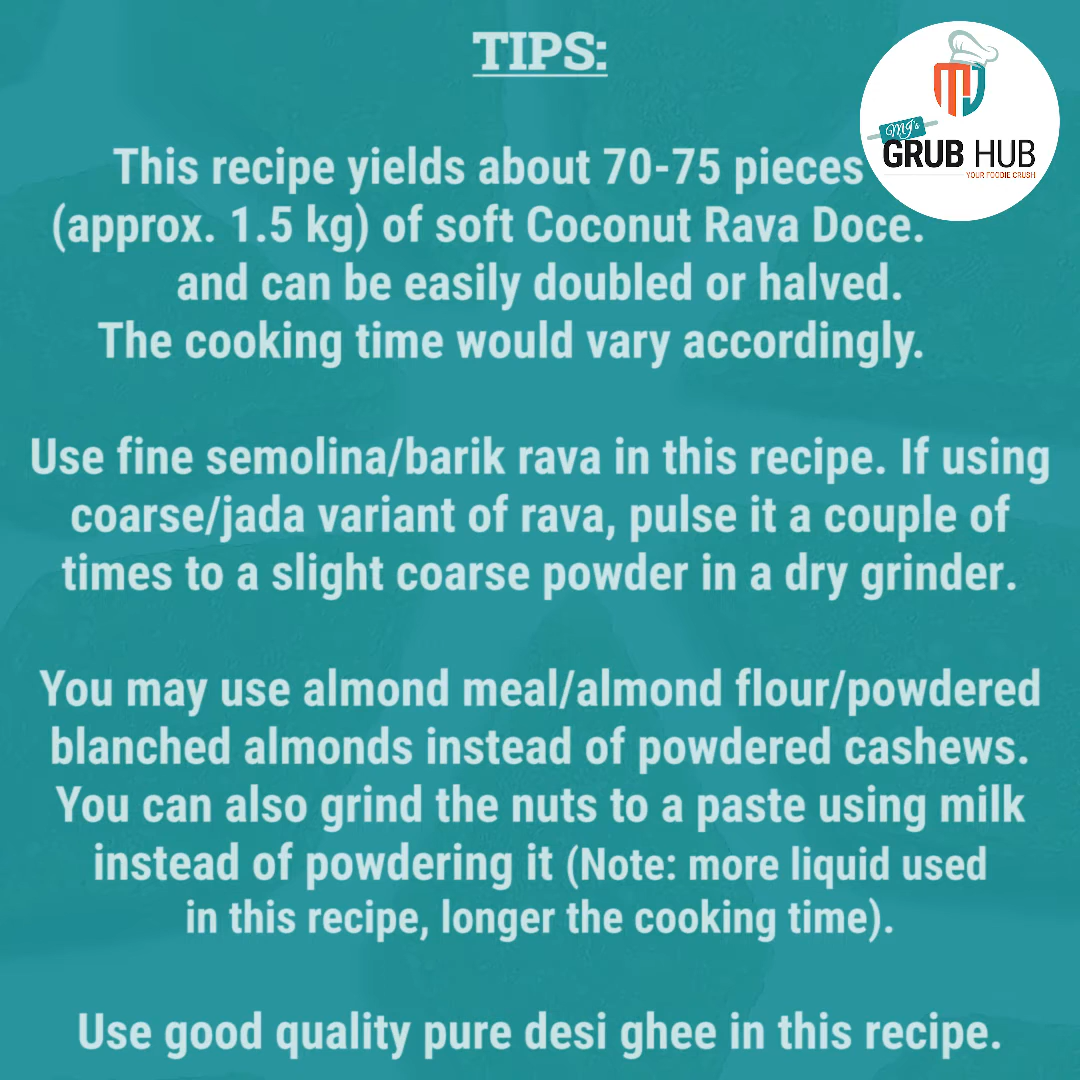 TIPS:
MJ
MJ's
GRUB HUB
YOUR FOODIE CRUSH
This recipe yields about 70-75 pieces
(approx. 1.5 kg) of soft Coconut Rava Doce.
and can be easily doubled or halved.
The cooking time would vary accordingly.
Use fine semolina/barik rava in this recipe. If using
coarse/jada variant of rava, pulse it a couple of
times to a slight coarse powder in a dry grinder.
You may use almond meal/almond flour/powdered
blanched almonds instead of powdered cashews.
You can also grind the nuts to a paste using milk
instead of powdering it (Note: more liquid used
in this recipe, longer the cooking time).
Use good quality pure desi ghee in this recipe.